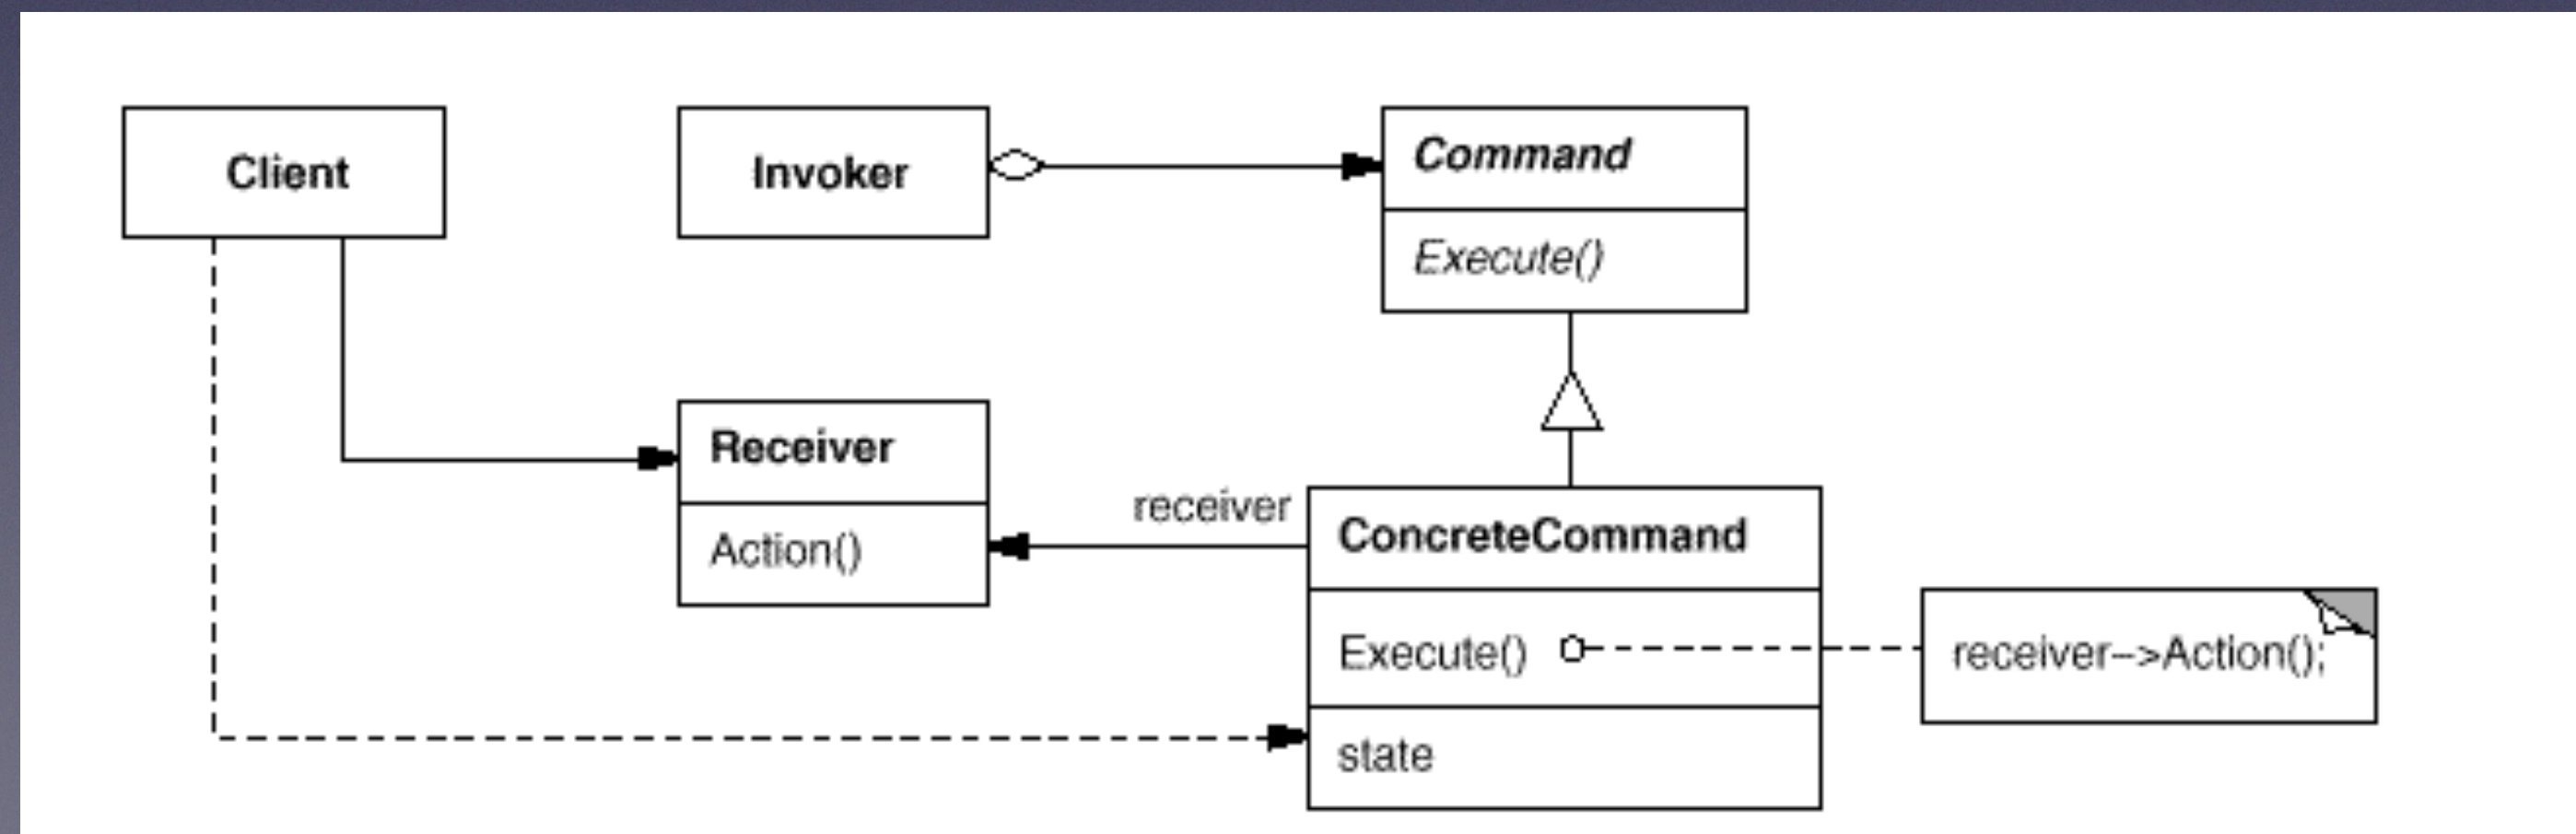 Client
Invoker
Command
Execute()
Receiver
Action()
receiver
ConcreteCommand
Execute()
state
receiver–>Action();